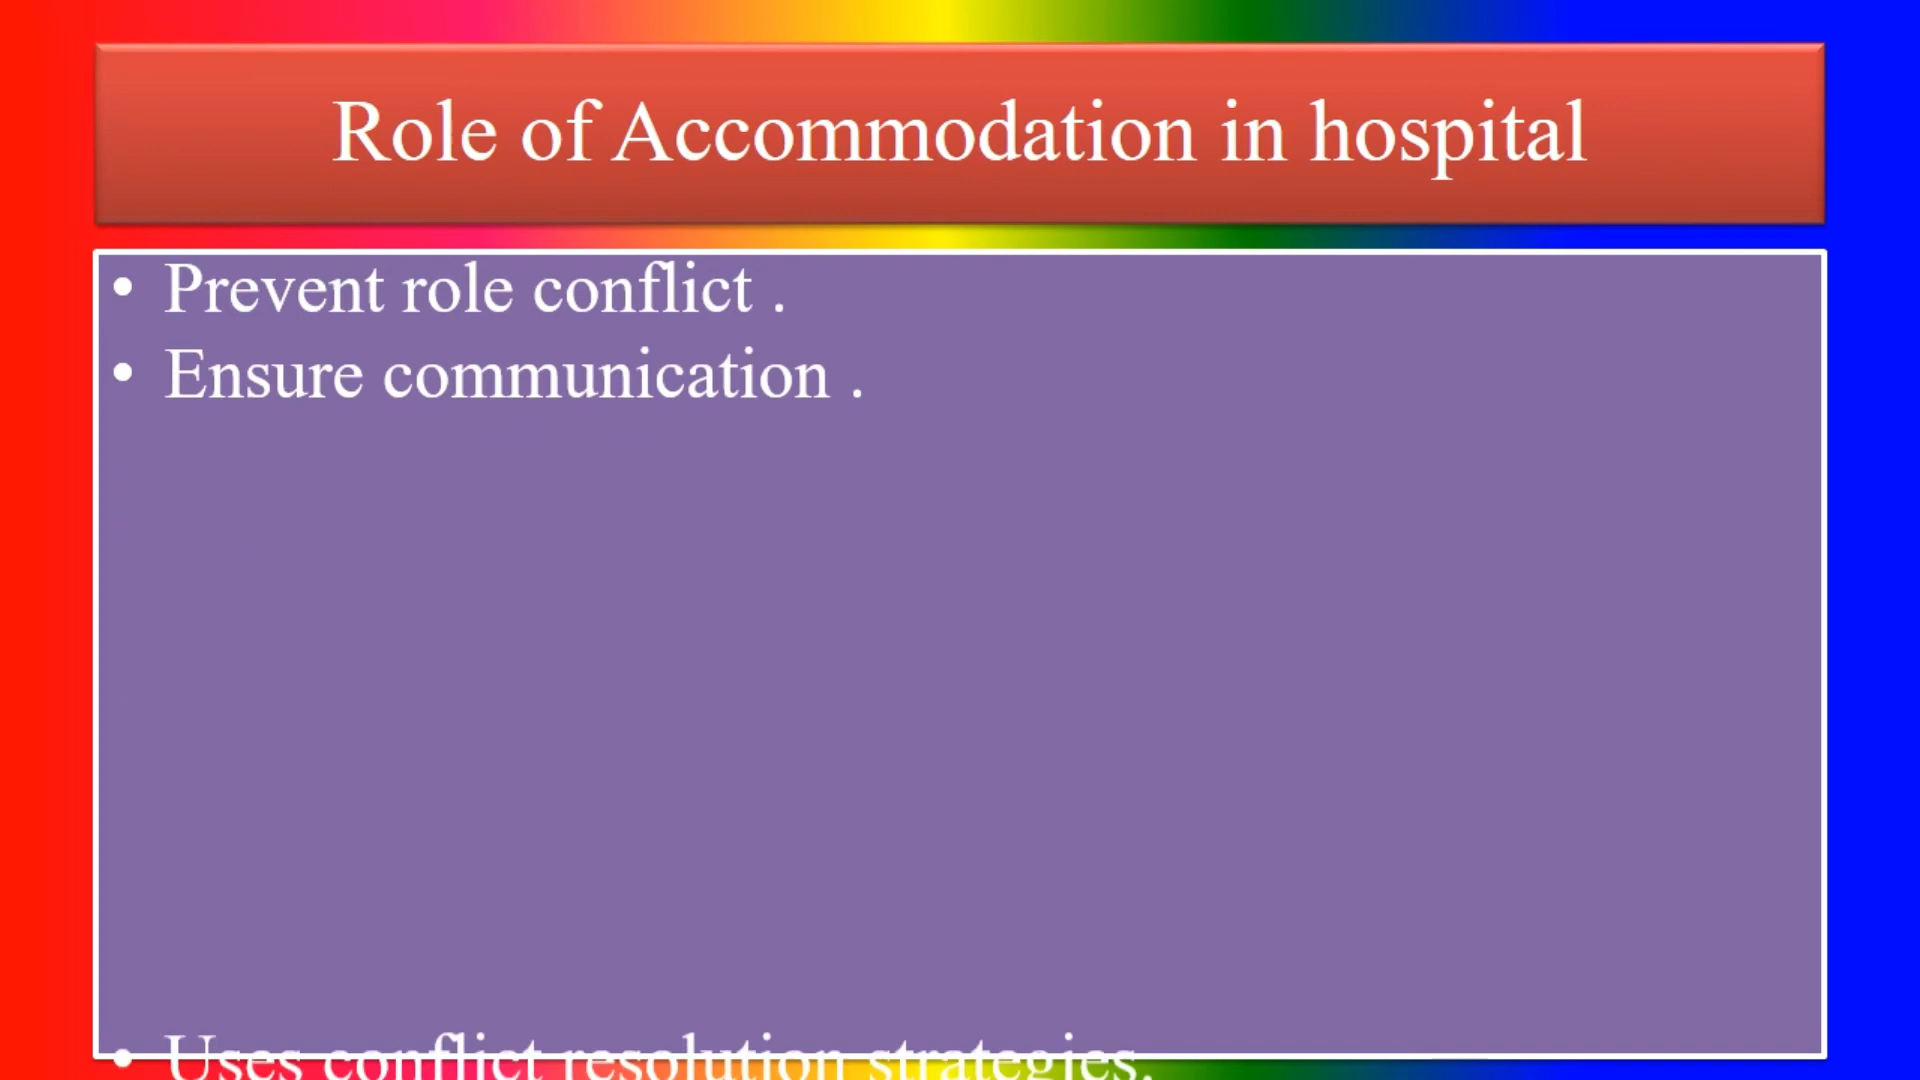 Role of Accommodation in hospital
• Prevent role conflict .
• Ensure communication .
• Uses conflict resolution strategies.